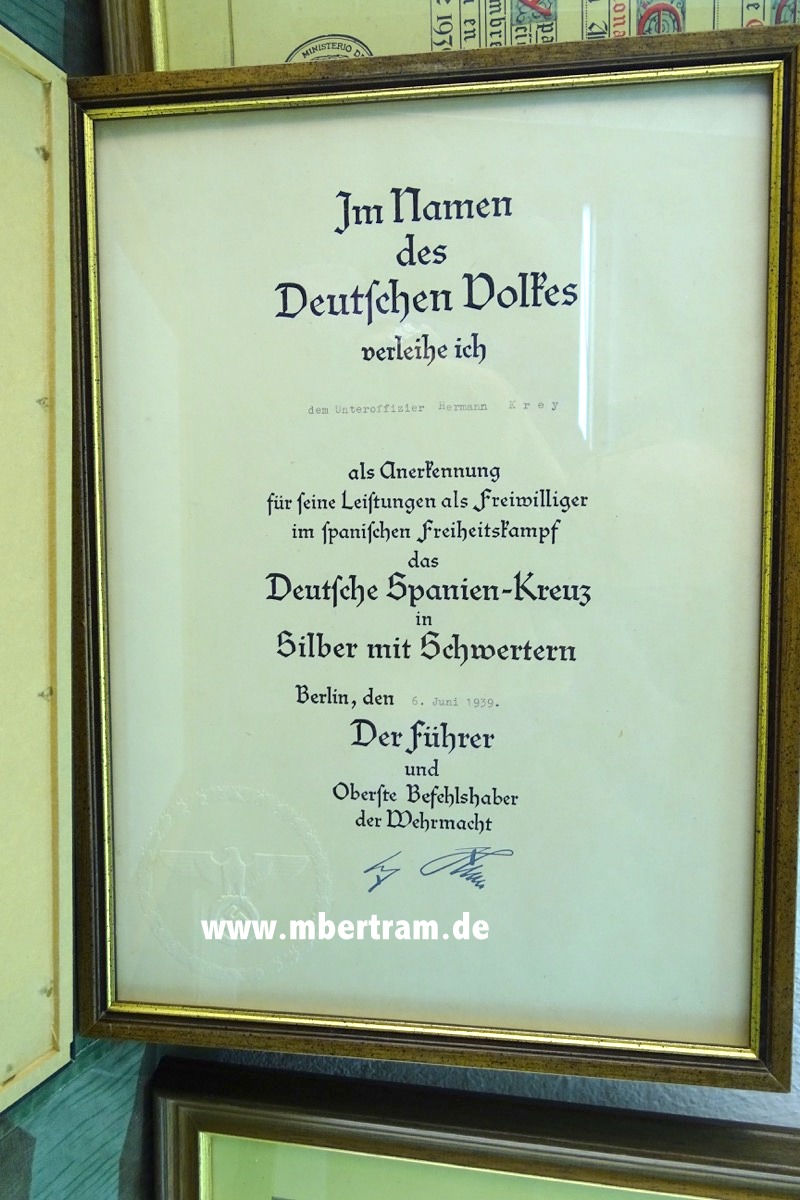 MINISTERIO D
Im Namen
des
Deutschen Volkes
verleihe ich
dem Unteroffizier Hermann Krey
als Anerkennung
für seine Leistungen als Freiwilliger
im spanischen Freiheitskampf
das
Deutsche Spanien-Kreuz
in
Silber mit Schwertern
Berlin, den 6. Juni 1939.
Der Führer
und
Oberste Befehlshaber
der Wehrmacht
www.mbertram.de